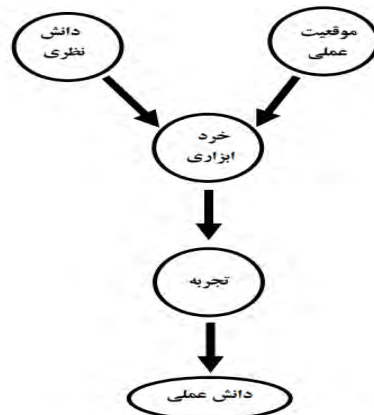 موقعیت
عملی
دانش
نظری
خرد
ابزاری
تجربه
دانش عملی